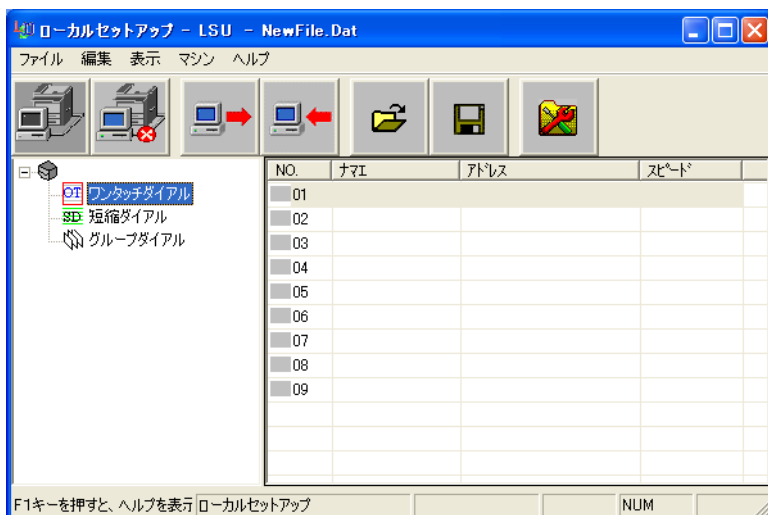 ローカルセットアップ - LSU - NewFile.Dat
ファイル 編集 表示 マシン ヘルプ
NO. ナマエ アドレス スピード
OT ワンタッチダイアル
SD 短縮ダイアル
グループダイアル
01
02
03
04
05
06
07
08
09
F1キーを押すと、ヘルプを表示 ローカルセットアップ NUM